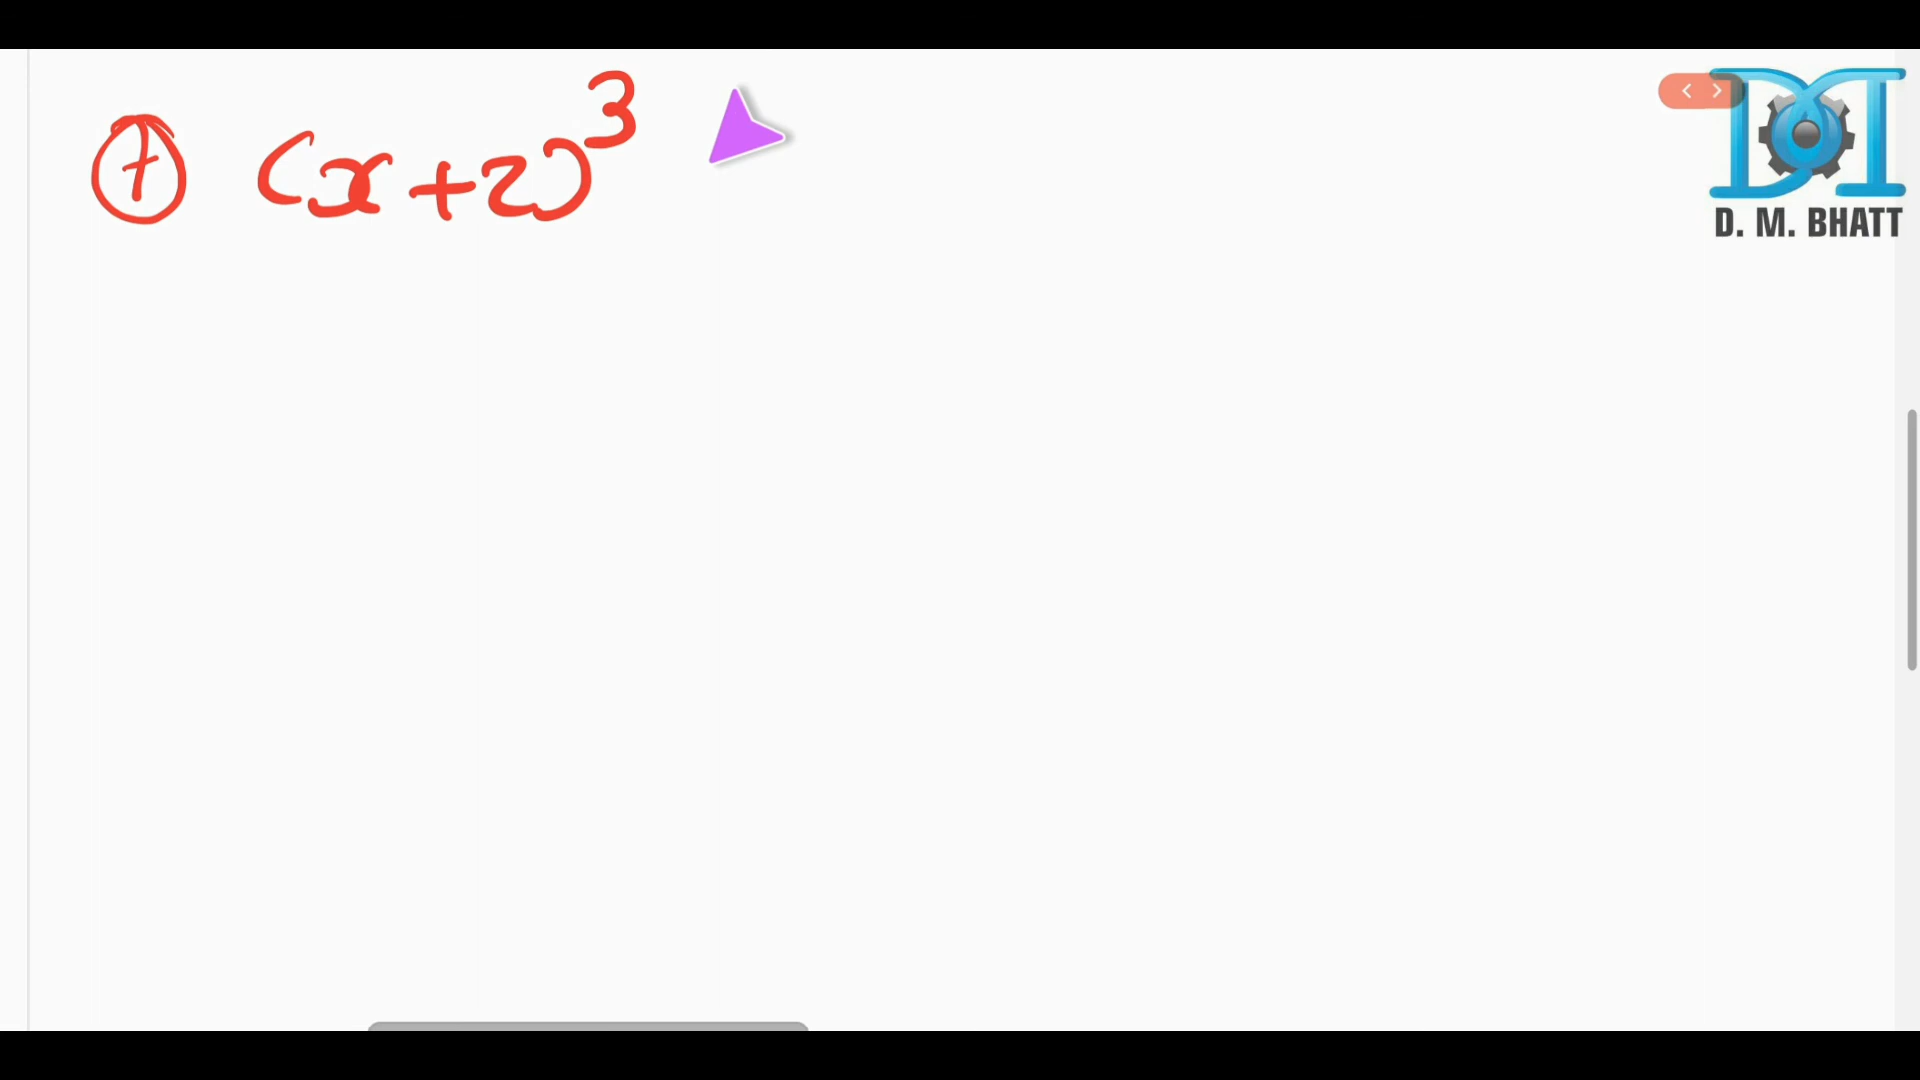 ⑦ (x+2)³
D. M. BHATT